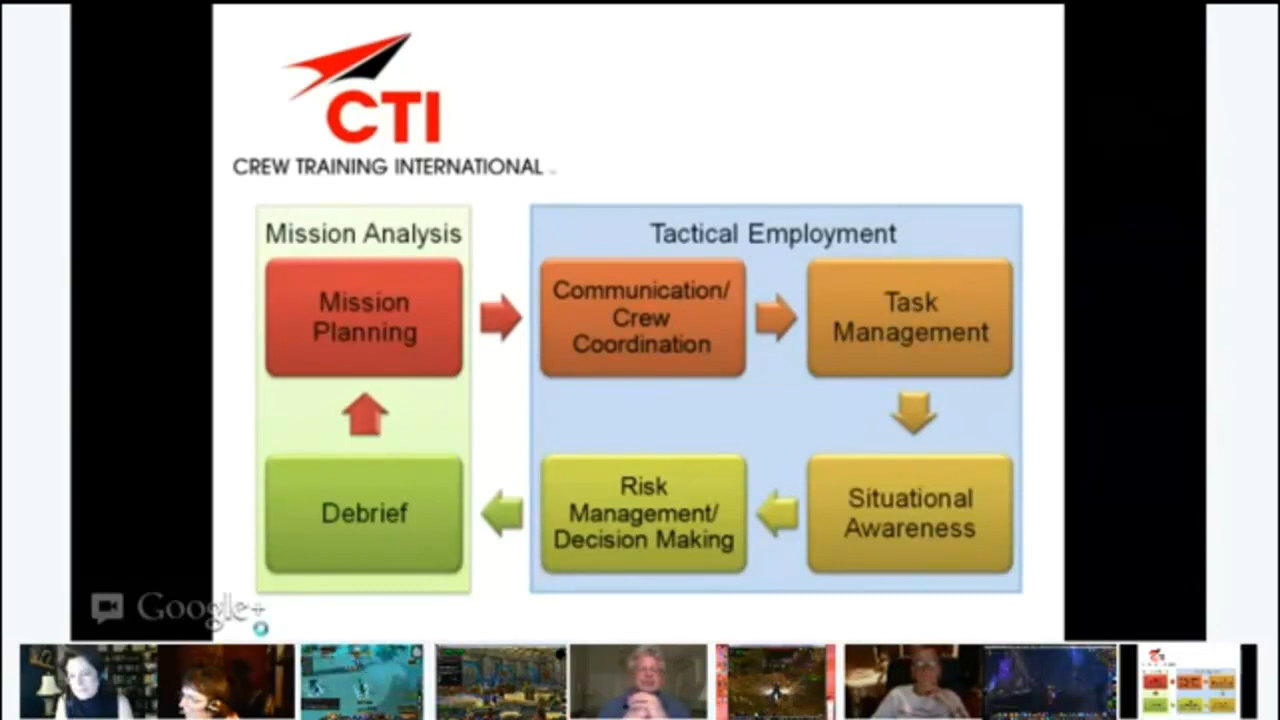 CTI
CREW TRAINING INTERNATIONAL
Mission Analysis
Tactical Employment
Mission
Planning
Communication/
Crew
Coordination
Task
Management
Debrief
Risk
Management/
Decision Making
Situational
Awareness
Google+